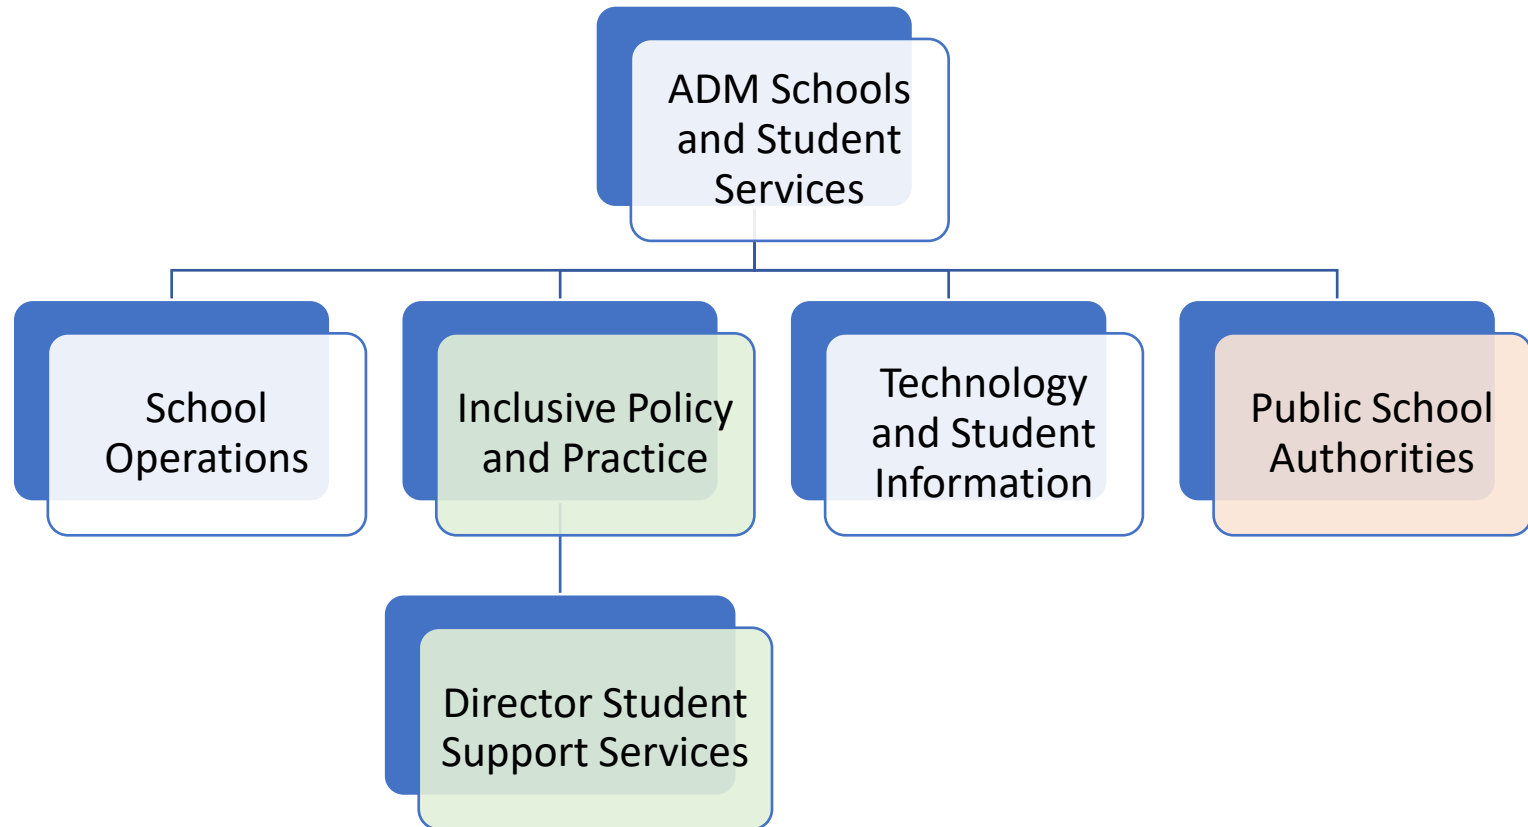 ADM Schools
and Student
Services
School
Operations
Inclusive Policy
and Practice
Technology
and Student
Information
Public School
Authorities
Director Student
Support Services